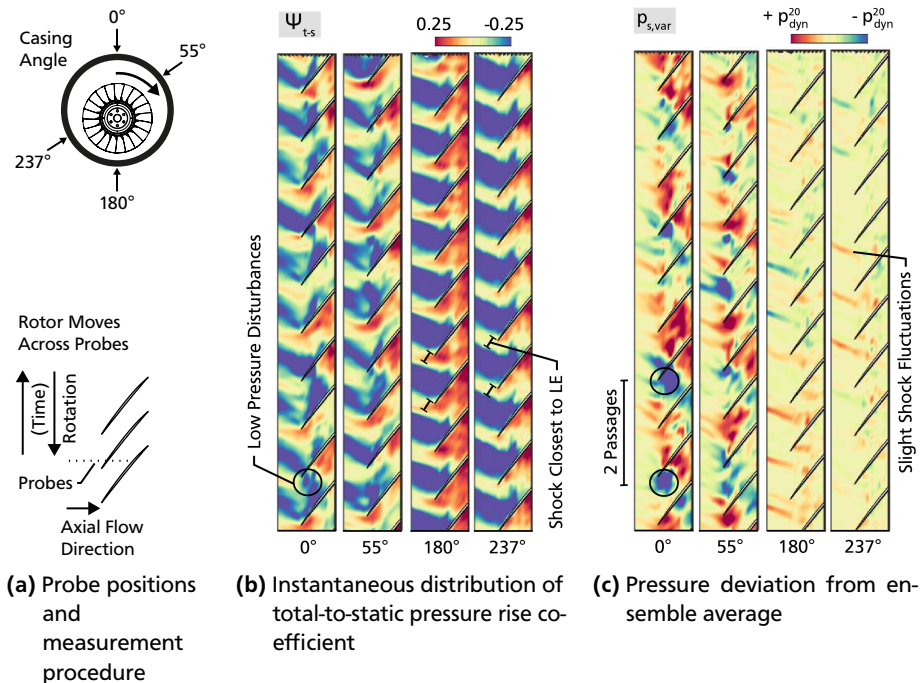 Casing
Angle
0°
55°
237°
180°
Rotor Moves
Across Probes
(Time)
Rotation
Probes
Axial Flow
Direction
(a) Probe positions
and
measurement
procedure
Ψt-s
0.25
-0.25
Low Pressure Disturbances
Shock Closest to LE
0°
55°
180°
237°
(b) Instantaneous distribution of
total-to-static pressure rise co-
efficient
ps,var
+ p20dyn
- p20dyn
2 Passages
Slight Shock Fluctuations
0°
55°
180°
237°
(c) Pressure deviation from en-
semble average